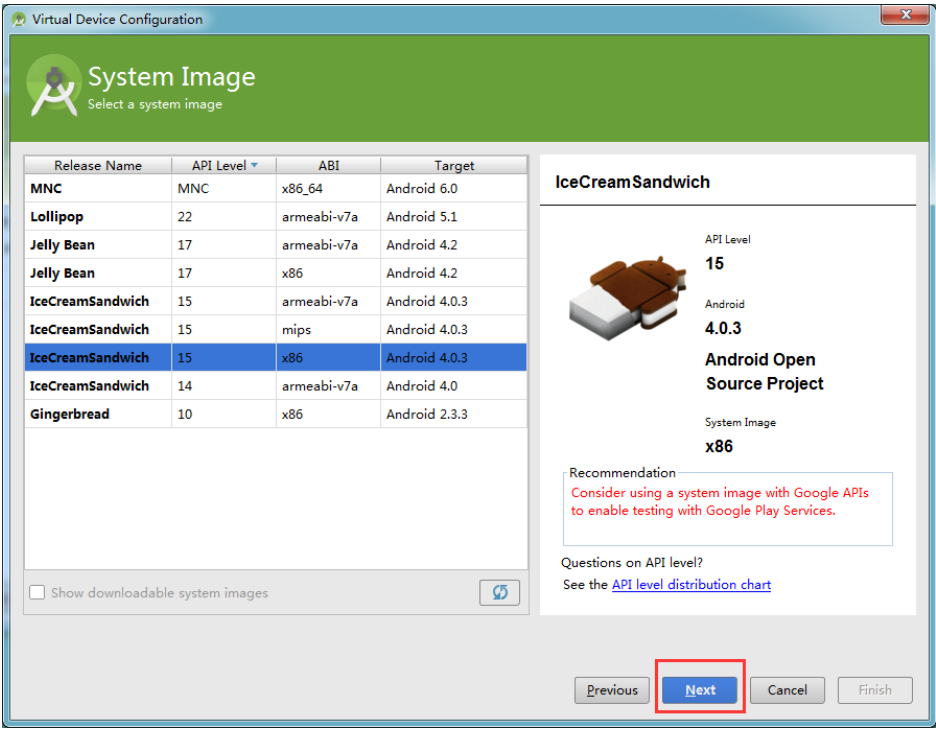 Virtual Device Configuration
System Image
Select a system image
Release Name API Level ABI Target
MNC MNC x86_64 Android 6.0
Lollipop 22 armeabi-v7a Android 5.1
Jelly Bean 17 armeabi-v7a Android 4.2
Jelly Bean 17 x86 Android 4.2
IceCreamSandwich 15 armeabi-v7a Android 4.0.3
IceCreamSandwich 15 mips Android 4.0.3
IceCreamSandwich 15 x86 Android 4.0.3
IceCreamSandwich 14 armeabi-v7a Android 4.0
Gingerbread 10 x86 Android 2.3.3
Show downloadable system images
IceCreamSandwich
API Level
15
Android
4.0.3
Android Open
Source Project
System Image
x86
Recommendation
Consider using a system image with Google APIs
to enable testing with Google Play Services.
Questions on API level?
See the API level distribution chart
Previous Next Cancel Finish